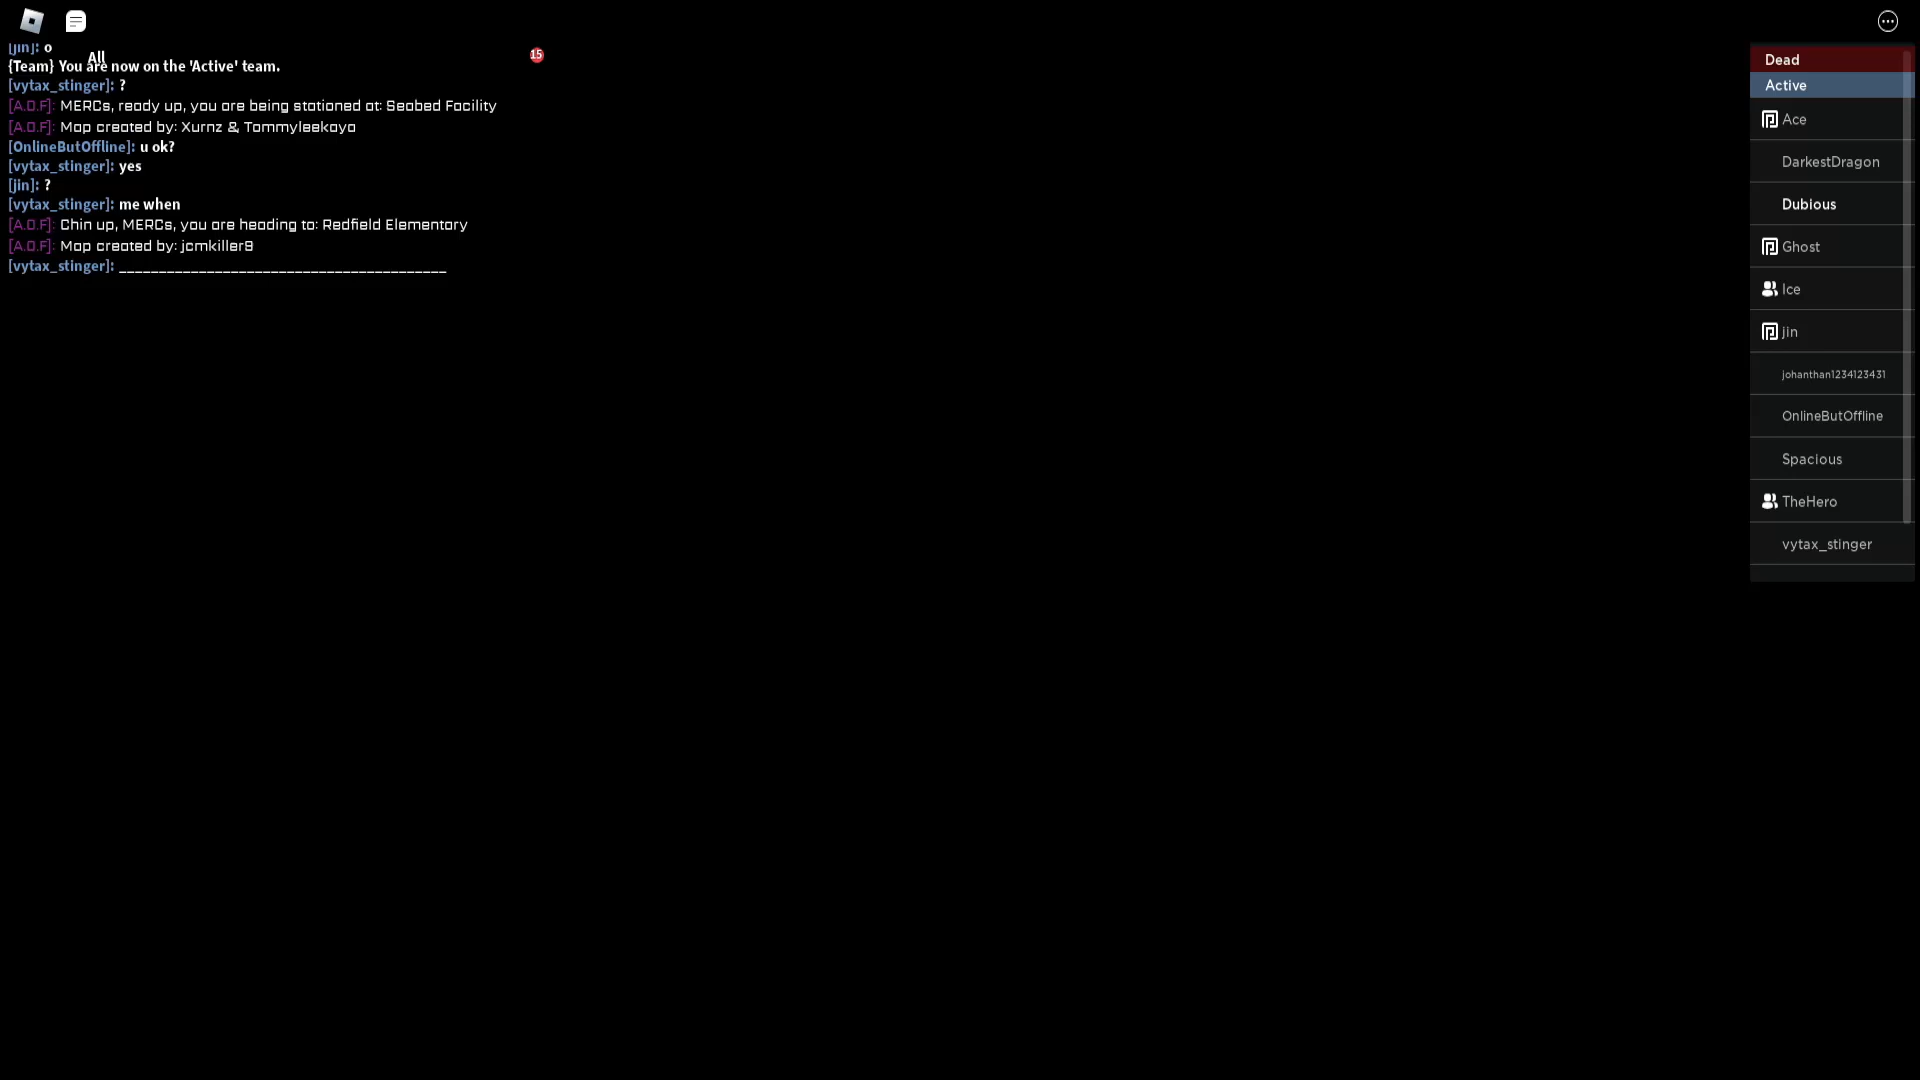 [jin]: o
All
{Team} You are now on the 'Active' team.
[vytax_stinger]: ?
[A.D.F]: MERCs, ready up, you are being stationed at: Seabed Facility
[A.D.F]: Map created by: Xurnz & Tommyleekaya
[OnlineButOffline]: u ok?
[vytax_stinger]: yes
[jin]: ?
[vytax_stinger]: me when
[A.D.F]: Chin up, MERCs, you are heading to: Redfield Elementary
[A.D.F]: Map created by: jcmkiller9
[vytax_stinger]: _________________________________________
15
Dead
Active
Ace
DarkestDragon
Dubious
Ghost
Ice
jin
johanthan1234123431
OnlineButOffline
Spacious
TheHero
vytax_stinger